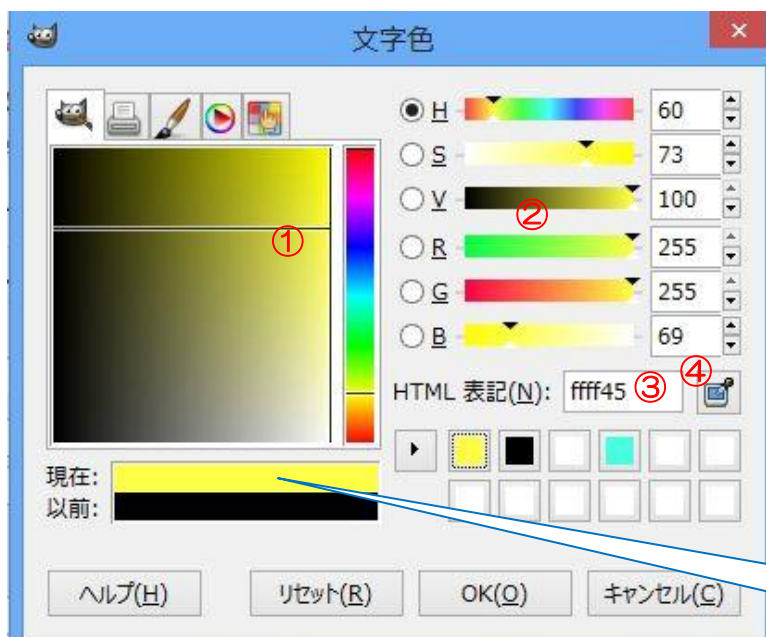 文字色
×
H 60
S 73
V 100
②
①
R 255
G 255
B 69
④
HTML 表記(N): ffff45 ③
現在:
以前:
ヘルプ(H) リセット(R) OK(O) キャンセル(C)